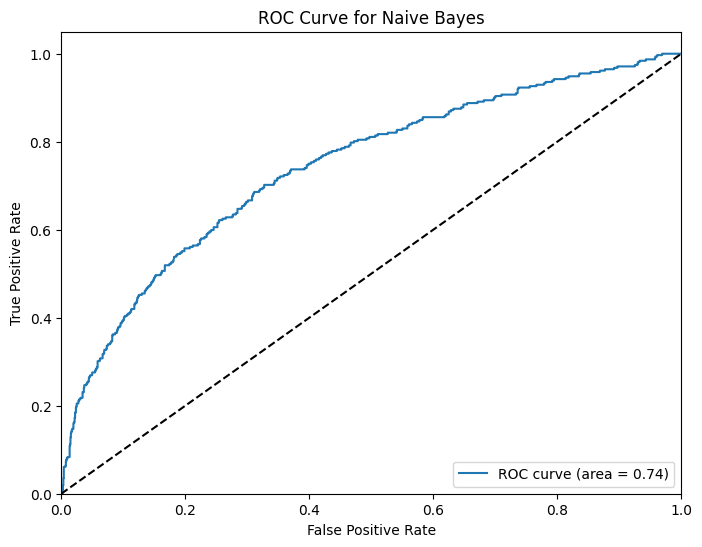 ROC Curve for Naive Bayes
1.0
0.8
0.6
0.4
0.2
0.0
True Positive Rate
ROC curve (area = 0.74)
0.0 0.2 0.4 0.6 0.8 1.0
False Positive Rate